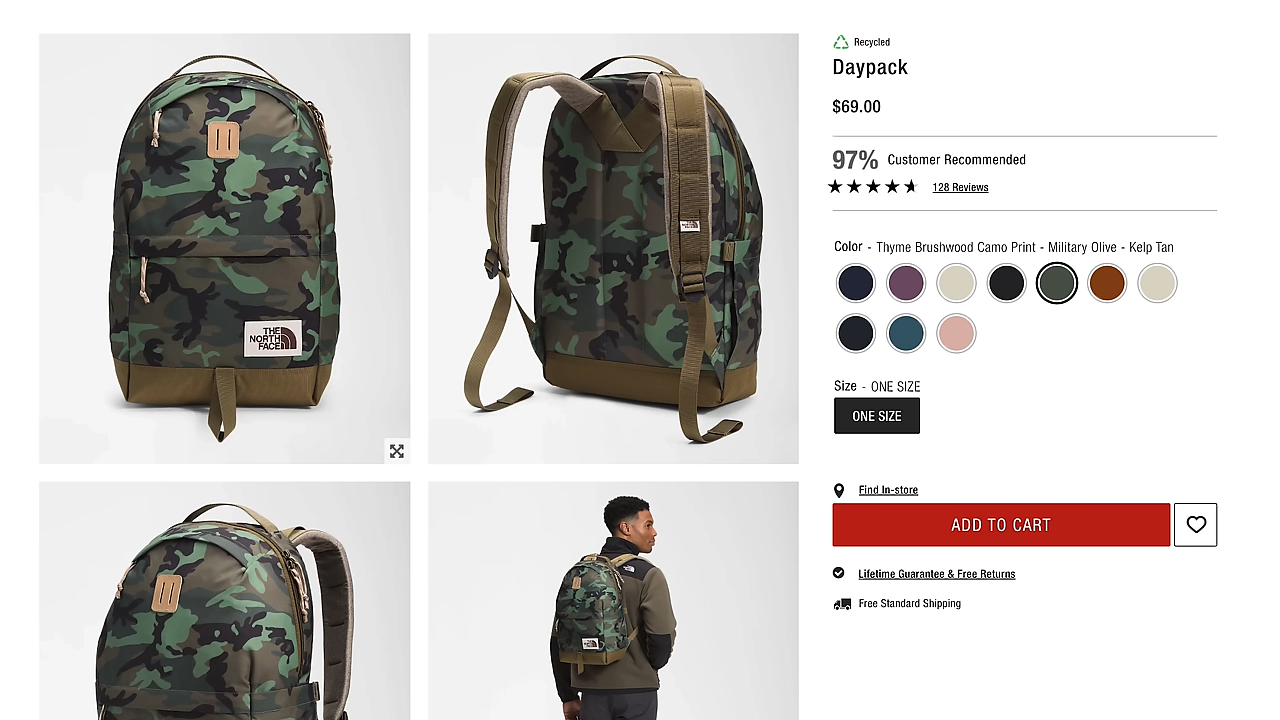 THE
NORTH
FACE
Recycled
Daypack
$69.00
97% Customer Recommended
128 Reviews
Color - Thyme Brushwood Camo Print - Military Olive - Kelp Tan
Size - ONE SIZE
ONE SIZE
Find In-store
ADD TO CART
Lifetime Guarantee & Free Returns
Free Standard Shipping